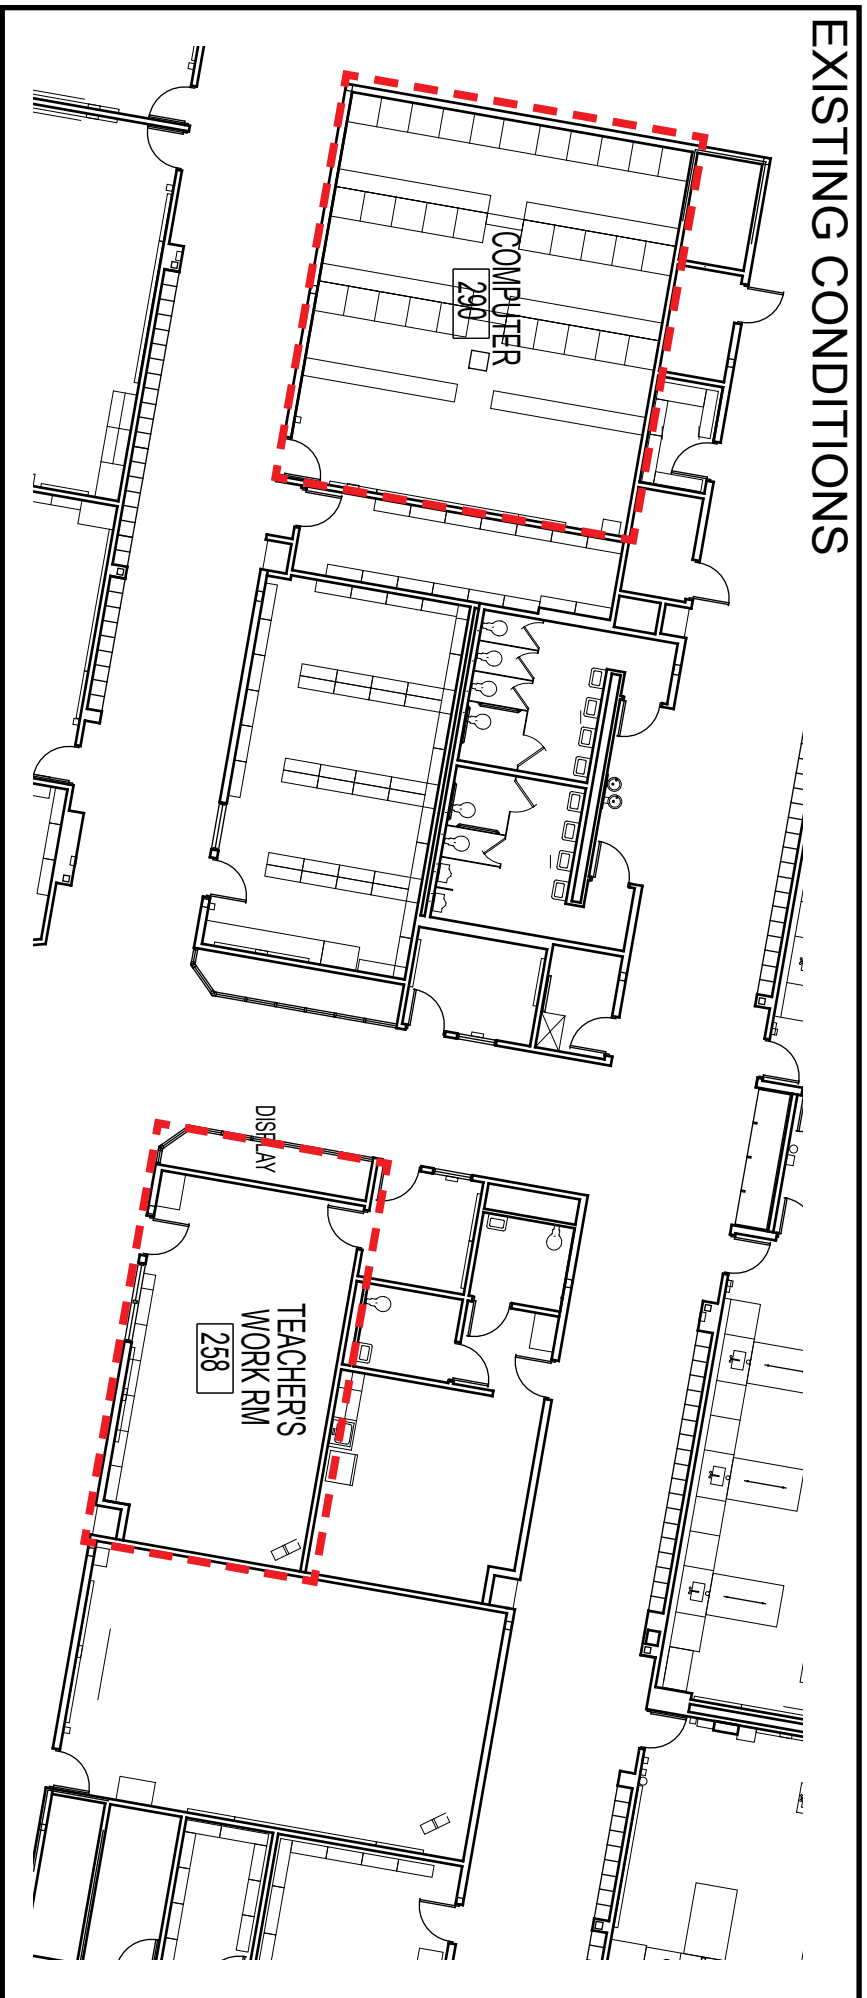 EXISTING CONDITIONS
COMPUTER
290
DISPLAY
TEACHER'S
WORK RM
258